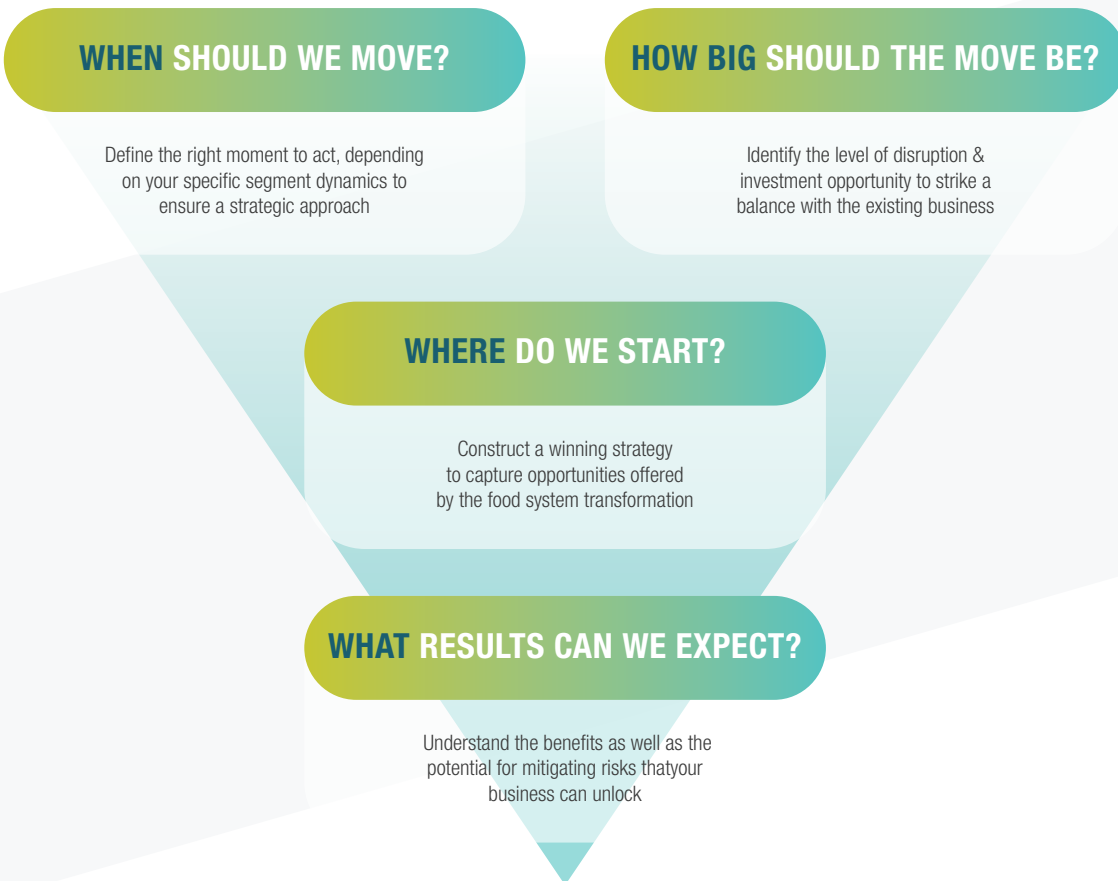 WHEN SHOULD WE MOVE?
Define the right moment to act, depending
on your specific segment dynamics to
ensure a strategic approach
HOW BIG SHOULD THE MOVE BE?
Identify the level of disruption &
investment opportunity to strike a
balance with the existing business
WHERE DO WE START?
Construct a winning strategy
to capture opportunities offered
by the food system transformation
WHAT RESULTS CAN WE EXPECT?
Understand the benefits as well as the
potential for mitigating risks thatyour
business can unlock